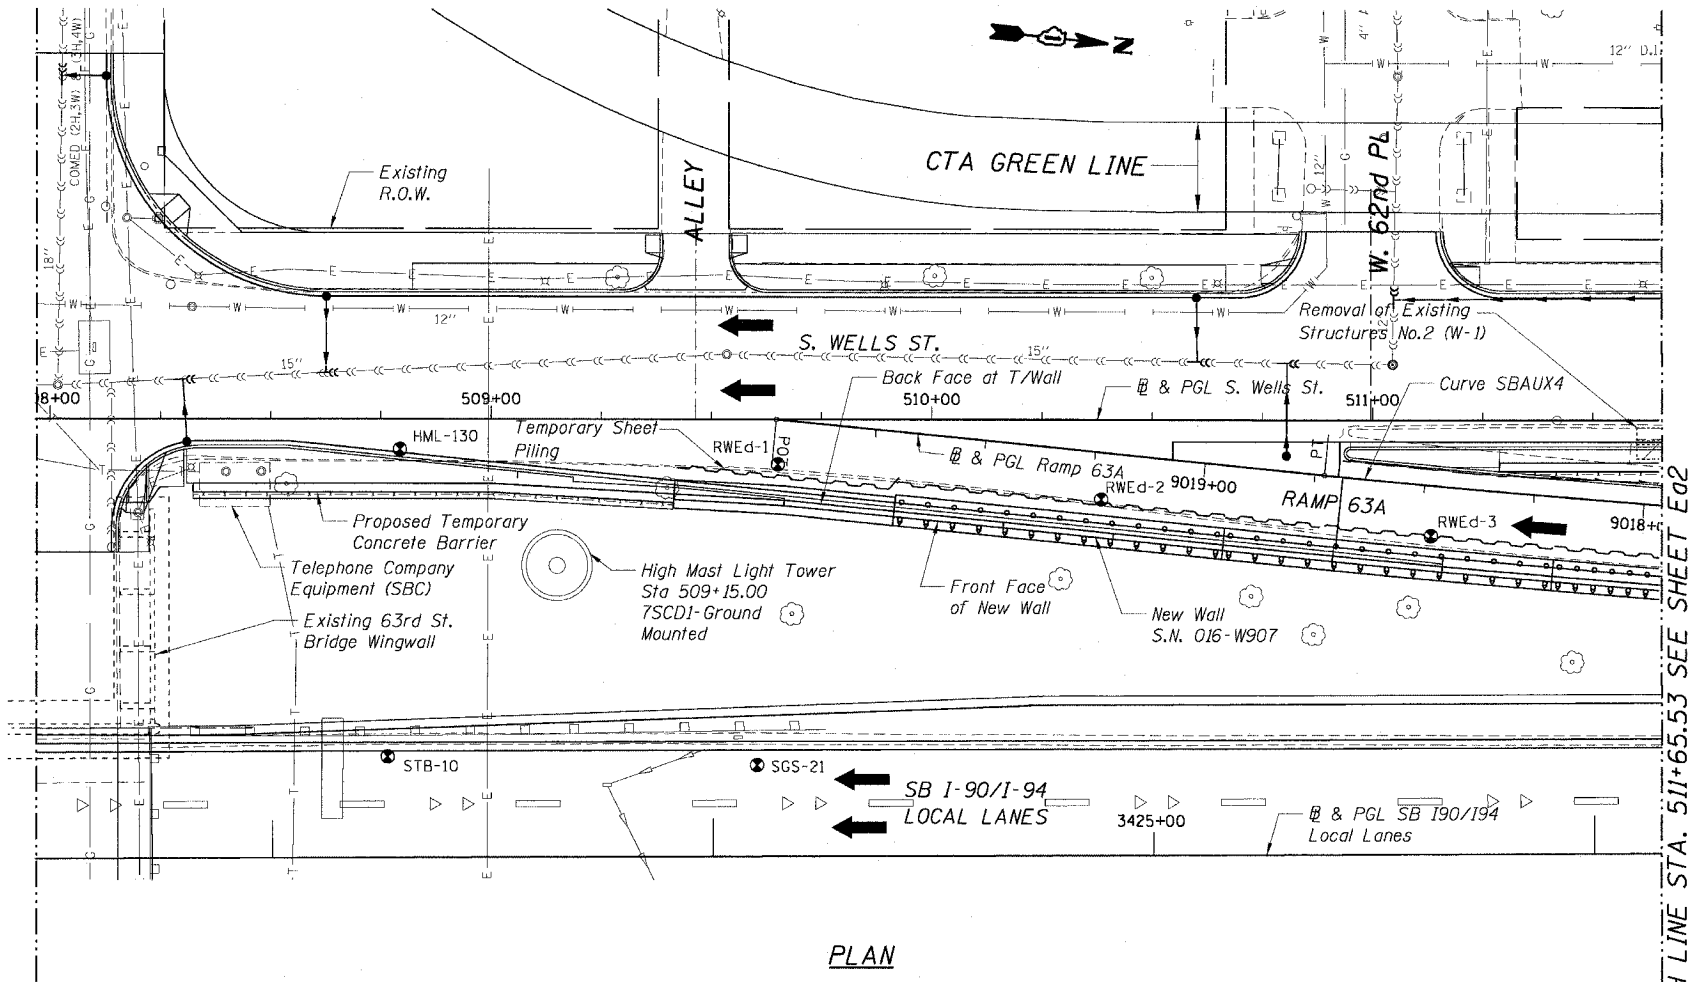 N
12" D.I.
4"
COMED (2H,3W) & (3H,4W)
Existing
R.O.W.
ALLEY
CTA GREEN LINE
12"
W. 62nd PL
18"
12"
Removal of Existing
Structures No.2 (W-1)
12"
S. WELLS ST.
15"
15"
Back Face at T/Wall
& PGL S. Wells St.
Curve SBAUX4
8+00
509+00
510+00
511+00
HML-130
Temporary Sheet
Piling
RWEd-1
POT
& PGL Ramp 63A
PT
RWEd-2
9019+00
RAMP 63A
RWEd-3
9018+0
Proposed Temporary
Concrete Barrier
Telephone Company
Equipment (SBC)
High Mast Light Tower
Sta 509+15.00
7SCD1-Ground
Mounted
Front Face
of New Wall
New Wall
S.N. 016-W907
Existing 63rd St.
Bridge Wingwall
STB-10
SGS-21
SB I-90/I-94
LOCAL LANES
3425+00
& PGL SB I90/I94
Local Lanes
LINE STA. 511+65.53 SEE SHEET Ea2
PLAN